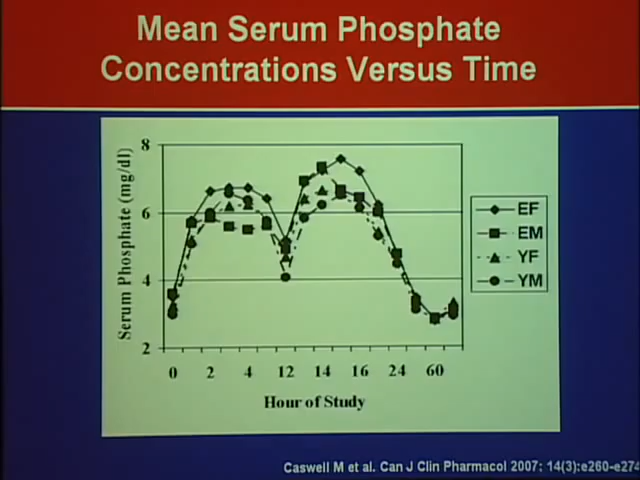 Mean Serum Phosphate
Concentrations Versus Time
8
6
4
2
Serum Phosphate (mg/dl)
0 2 4 12 14 16 24 60
Hour of Study
EF
EM
YF
YM
Caswell M et al. Can J Clin Pharmacol 2007: 14(3):e260-e274